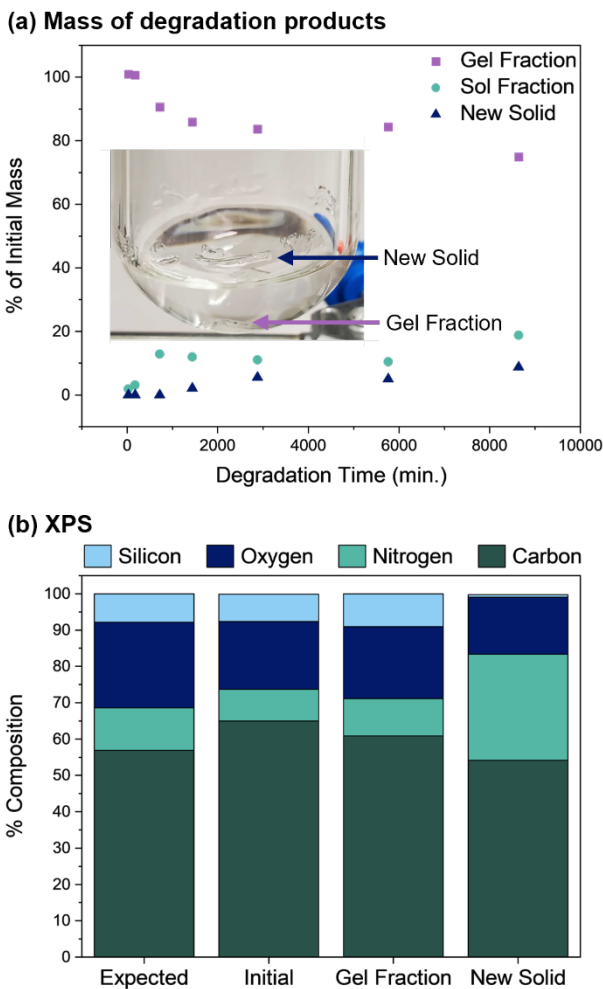 (a) Mass of degradation products
Gel Fraction
Sol Fraction
New Solid
% of Initial Mass
100
80
60
40
20
0
New Solid
Gel Fraction
0
2000
4000
6000
8000
10000
Degradation Time (min.)
(b) XPS
Silicon
Oxygen
Nitrogen
Carbon
% Composition
100
90
80
70
60
50
40
30
20
10
0
Expected
Initial
Gel Fraction
New Solid